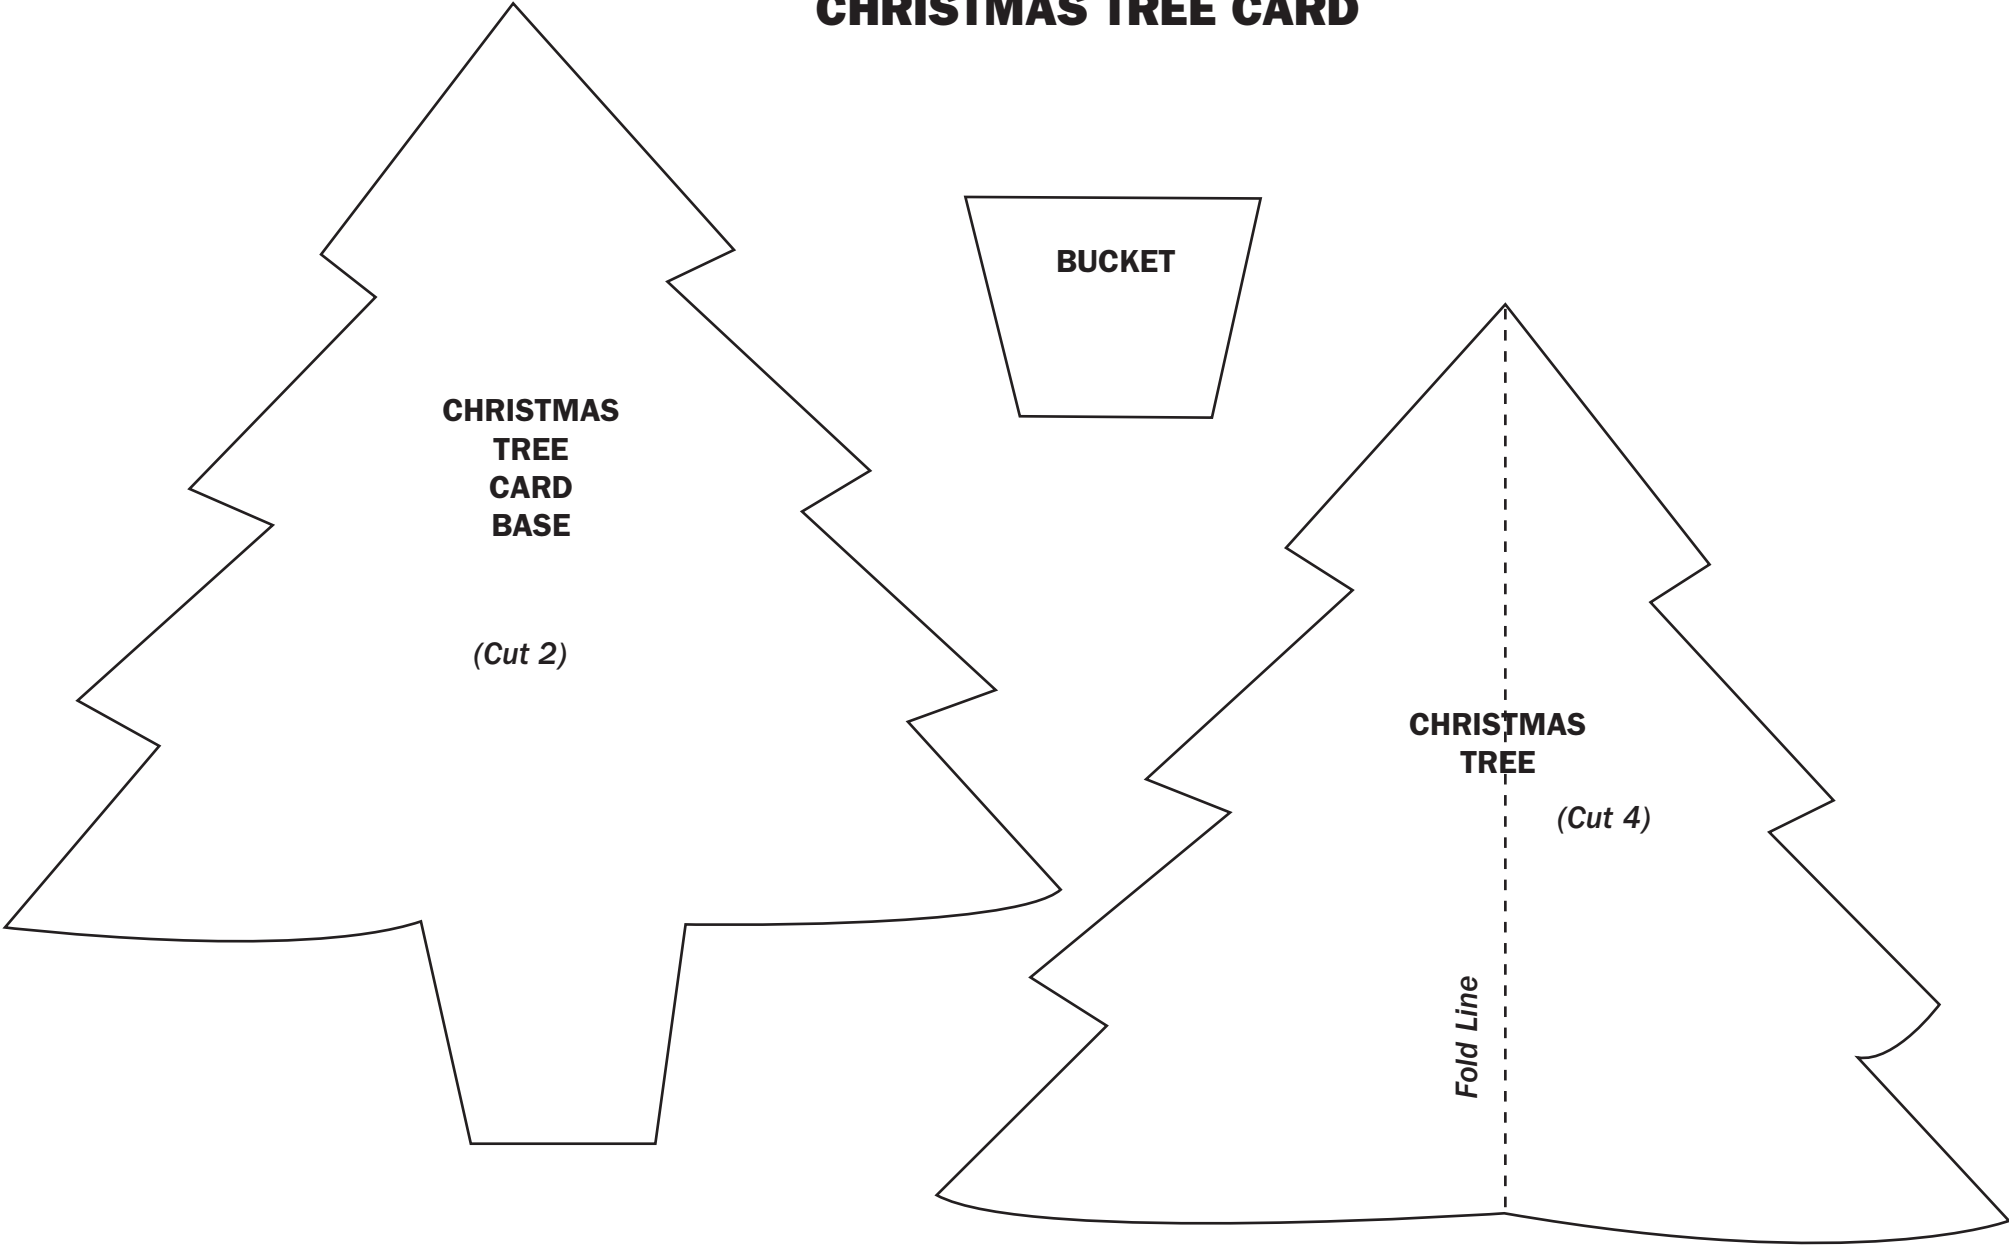 CHRISTMAS TREE CARD
BUCKET
CHRISTMAS
TREE
CARD
BASE
(Cut 2)
CHRISTMAS
TREE
(Cut 4)
Fold Line